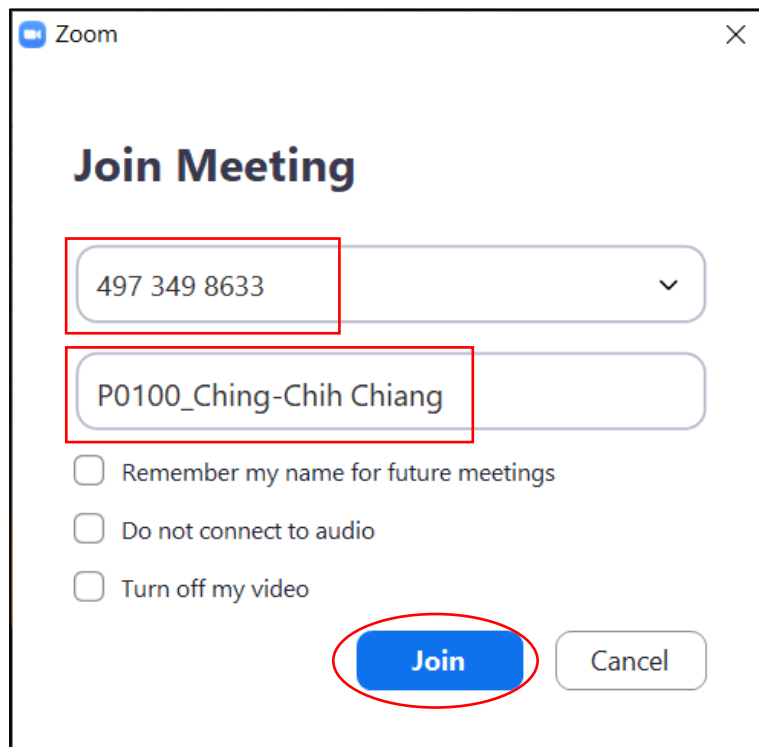 Zoom
Join Meeting
497 349 8633
P0100_Ching-Chih Chiang
Remember my name for future meetings
Do not connect to audio
Turn off my video
Join Cancel